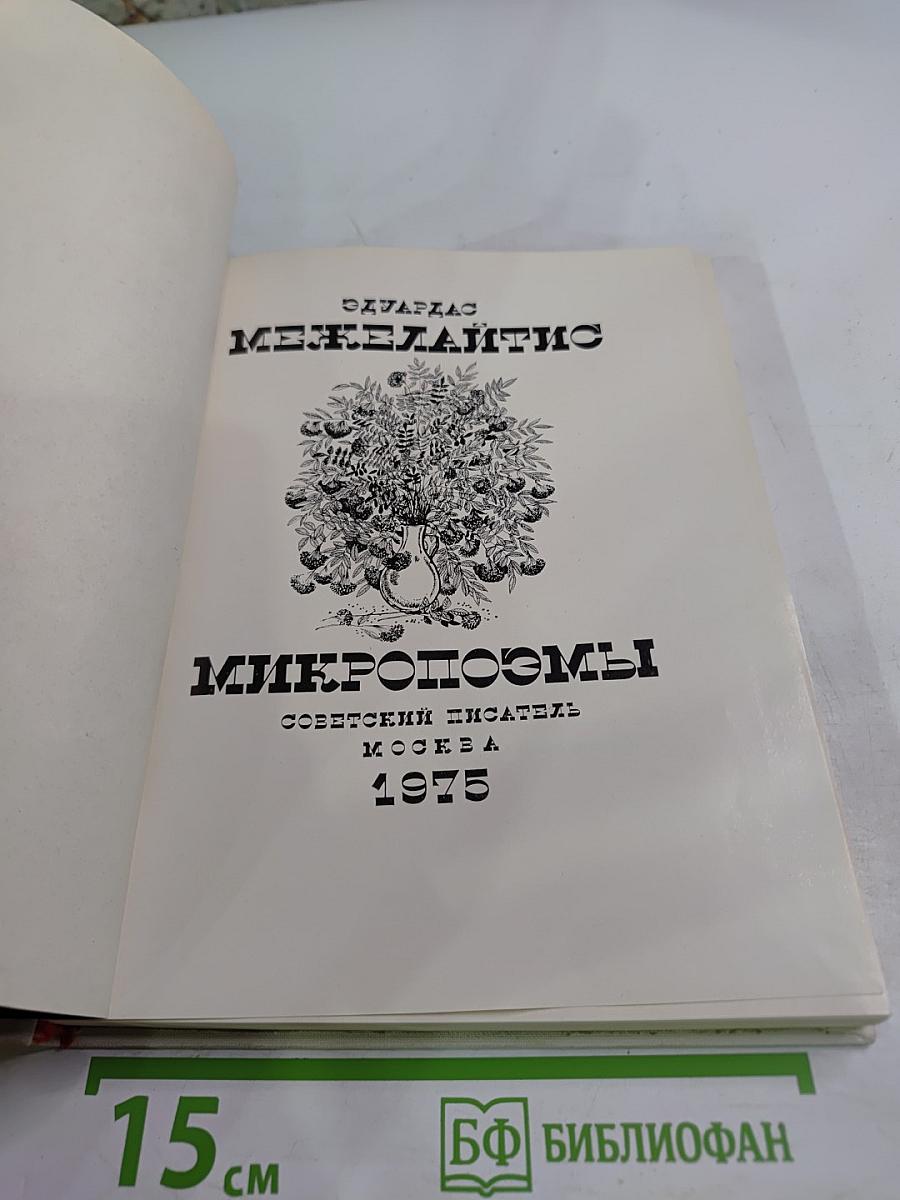 ЭДУАРДАС
МЕЖЕЛАЙТИС
МИКРОПОЭМЫ
СОВЕТСКИЙ ПИСАТЕЛЬ
МОСКВА
1975
15 см
БФ БИБЛИОФАН